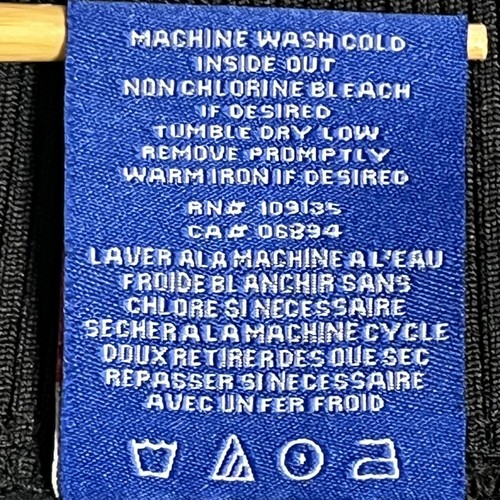 MACHINE WASH COLD
INSIDE OUT
NON CHLORINE BLEACH
IF DESIRED
TUMBLE DRY LOW
REMOVE PROMPTLY
WARM IRON IF DESIRED
RN# 109135
CA# 06894
LAVER A LA MACHINE A L'EAU
FROIDE BLANCHIR SANS
CHLORE SI NECESSAIRE
SECHER A LA MACHINE CYCLE
DOUX RETIRER DES QUE SEC
REPASSER SI NECESSAIRE
AVEC UN FER FROID